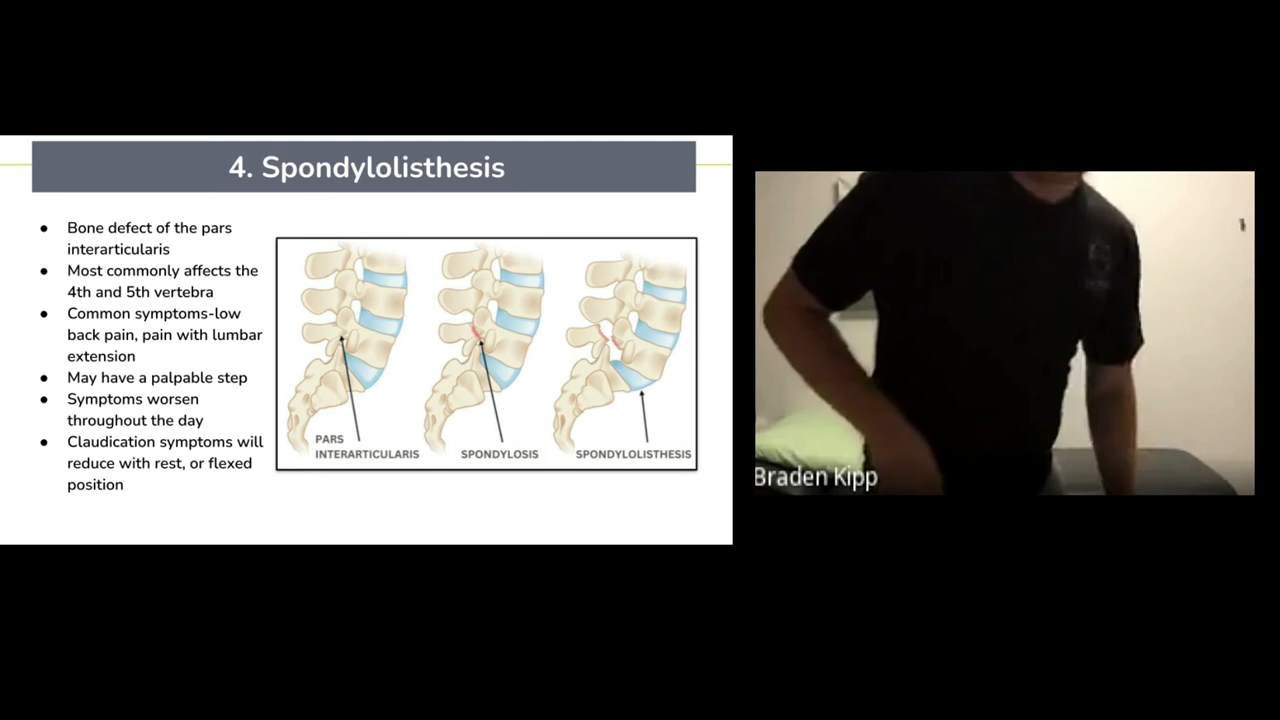 4. Spondylolisthesis
● Bone defect of the pars
interarticularis
● Most commonly affects the
4th and 5th vertebra
● Common symptoms-low
back pain, pain with lumbar
extension
● May have a palpable step
● Symptoms worsen
throughout the day
● Claudication symptoms will
reduce with rest, or flexed
position
PARS
INTERARTICULARIS
SPONDYLOSIS
SPONDYLOLISTHESIS
Braden Kipp